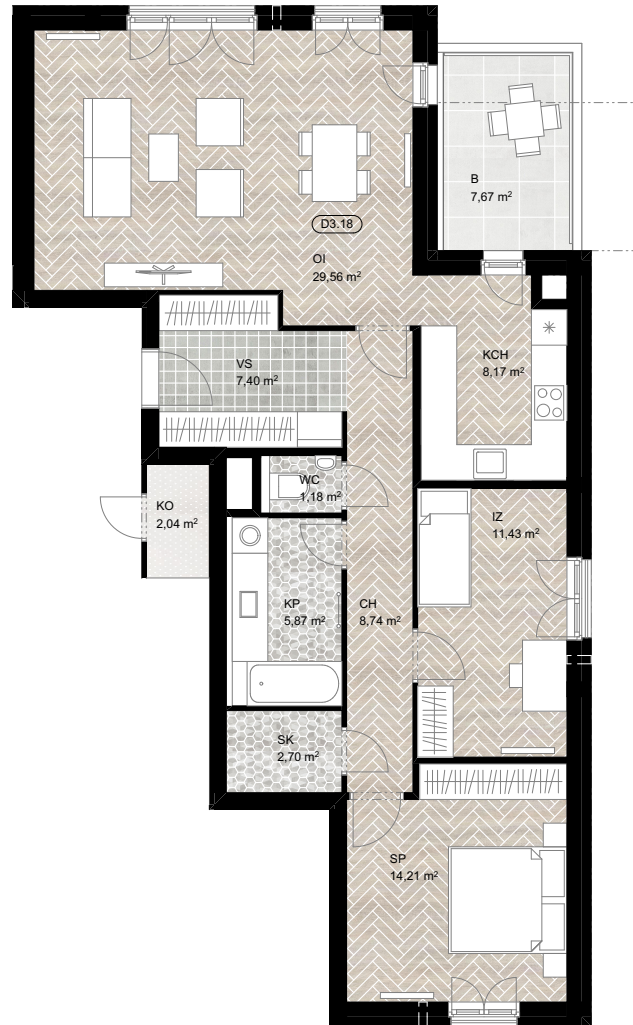 B
7,67 m²
D3.18
OI
29,56 m²
KCH
8,17 m²
VS
7,40 m²
WC
1,18 m²
KO
2,04 m²
IZ
11,43 m²
KP
5,87 m²
CH
8,74 m²
SK
2,70 m²
SP
14,21 m²